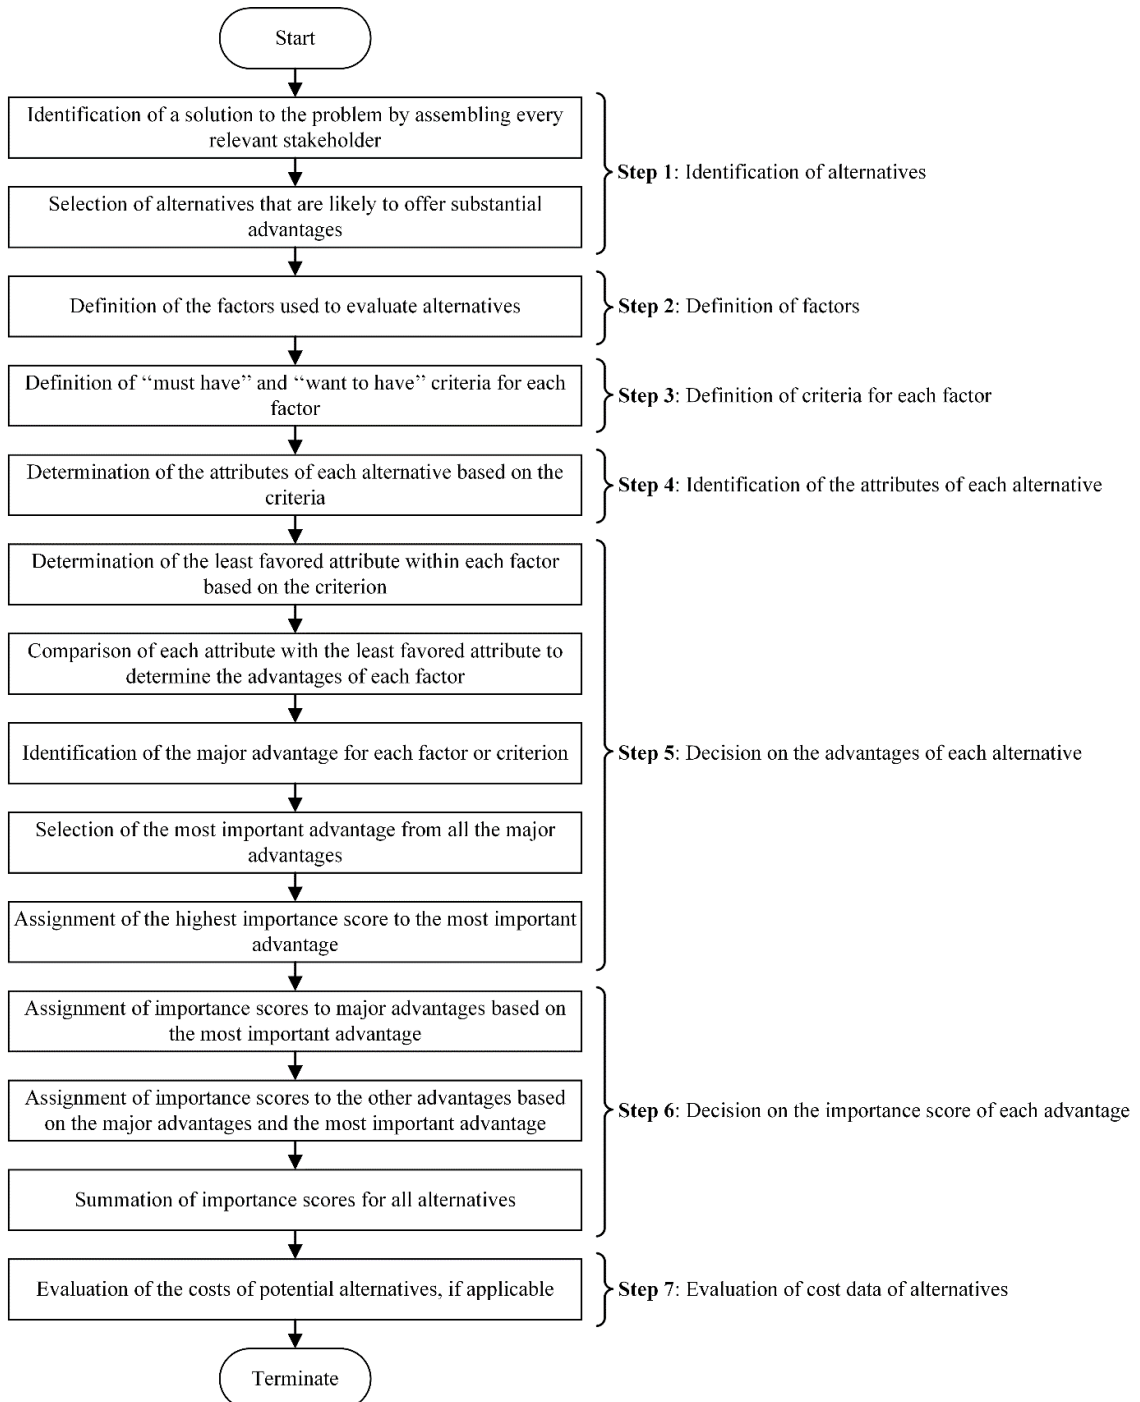 Start
Identification of a solution to the problem by assembling every
relevant stakeholder
Step 1: Identification of alternatives
Selection of alternatives that are likely to offer substantial
advantages
Definition of the factors used to evaluate alternatives
Step 2: Definition of factors
Definition of ‘‘must have’’ and ‘‘want to have’’ criteria for each
factor
Step 3: Definition of criteria for each factor
Determination of the attributes of each alternative based on the
criteria
Step 4: Identification of the attributes of each alternative
Determination of the least favored attribute within each factor
based on the criterion
Comparison of each attribute with the least favored attribute to
determine the advantages of each factor
Identification of the major advantage for each factor or criterion
Step 5: Decision on the advantages of each alternative
Selection of the most important advantage from all the major
advantages
Assignment of the highest importance score to the most important
advantage
Assignment of importance scores to major advantages based on
the most important advantage
Assignment of importance scores to the other advantages based
on the major advantages and the most important advantage
Step 6: Decision on the importance score of each advantage
Summation of importance scores for all alternatives
Evaluation of the costs of potential alternatives, if applicable
Step 7: Evaluation of cost data of alternatives
Terminate